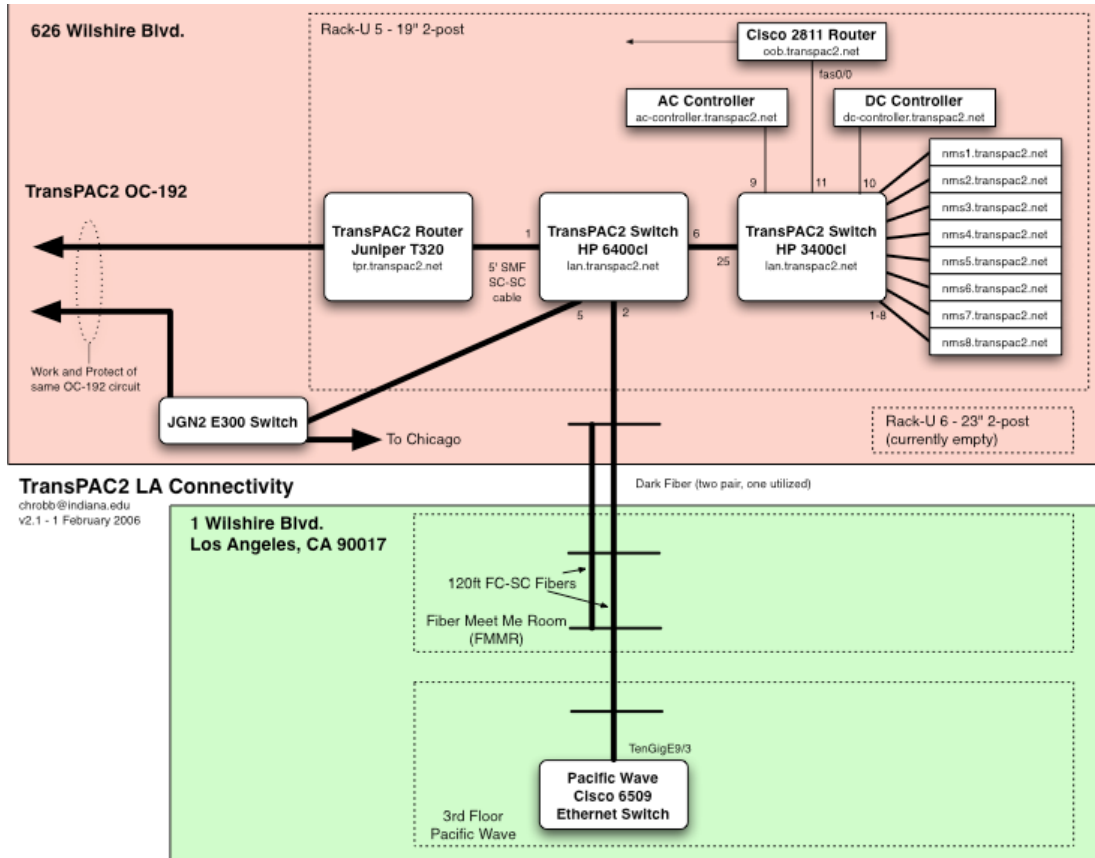 626 Wilshire Blvd.
Rack-U 5 - 19" 2-post
Cisco 2811 Router
oob.transpac2.net
fas0/0
AC Controller
ac-controller.transpac2.net
DC Controller
dc-controller.transpac2.net
nms1.transpac2.net
nms2.transpac2.net
nms3.transpac2.net
nms4.transpac2.net
nms5.transpac2.net
nms6.transpac2.net
nms7.transpac2.net
nms8.transpac2.net
9
11
10
TransPAC2 OC-192
TransPAC2 Router
Juniper T320
tpr.transpac2.net
1
5' SMF
SC-SC
cable
TransPAC2 Switch
HP 6400cl
lan.transpac2.net
6
25
TransPAC2 Switch
HP 3400cl
lan.transpac2.net
5
2
1-8
Work and Protect of
same OC-192 circuit
JGN2 E300 Switch
To Chicago
Rack-U 6 - 23" 2-post
(currently empty)
TransPAC2 LA Connectivity
chrobb@indiana.edu
v2.1 - 1 February 2006
Dark Fiber (two pair, one utilized)
1 Wilshire Blvd.
Los Angeles, CA 90017
120ft FC-SC Fibers
Fiber Meet Me Room
(FMMR)
TenGigE9/3
Pacific Wave
Cisco 6509
Ethernet Switch
3rd Floor
Pacific Wave